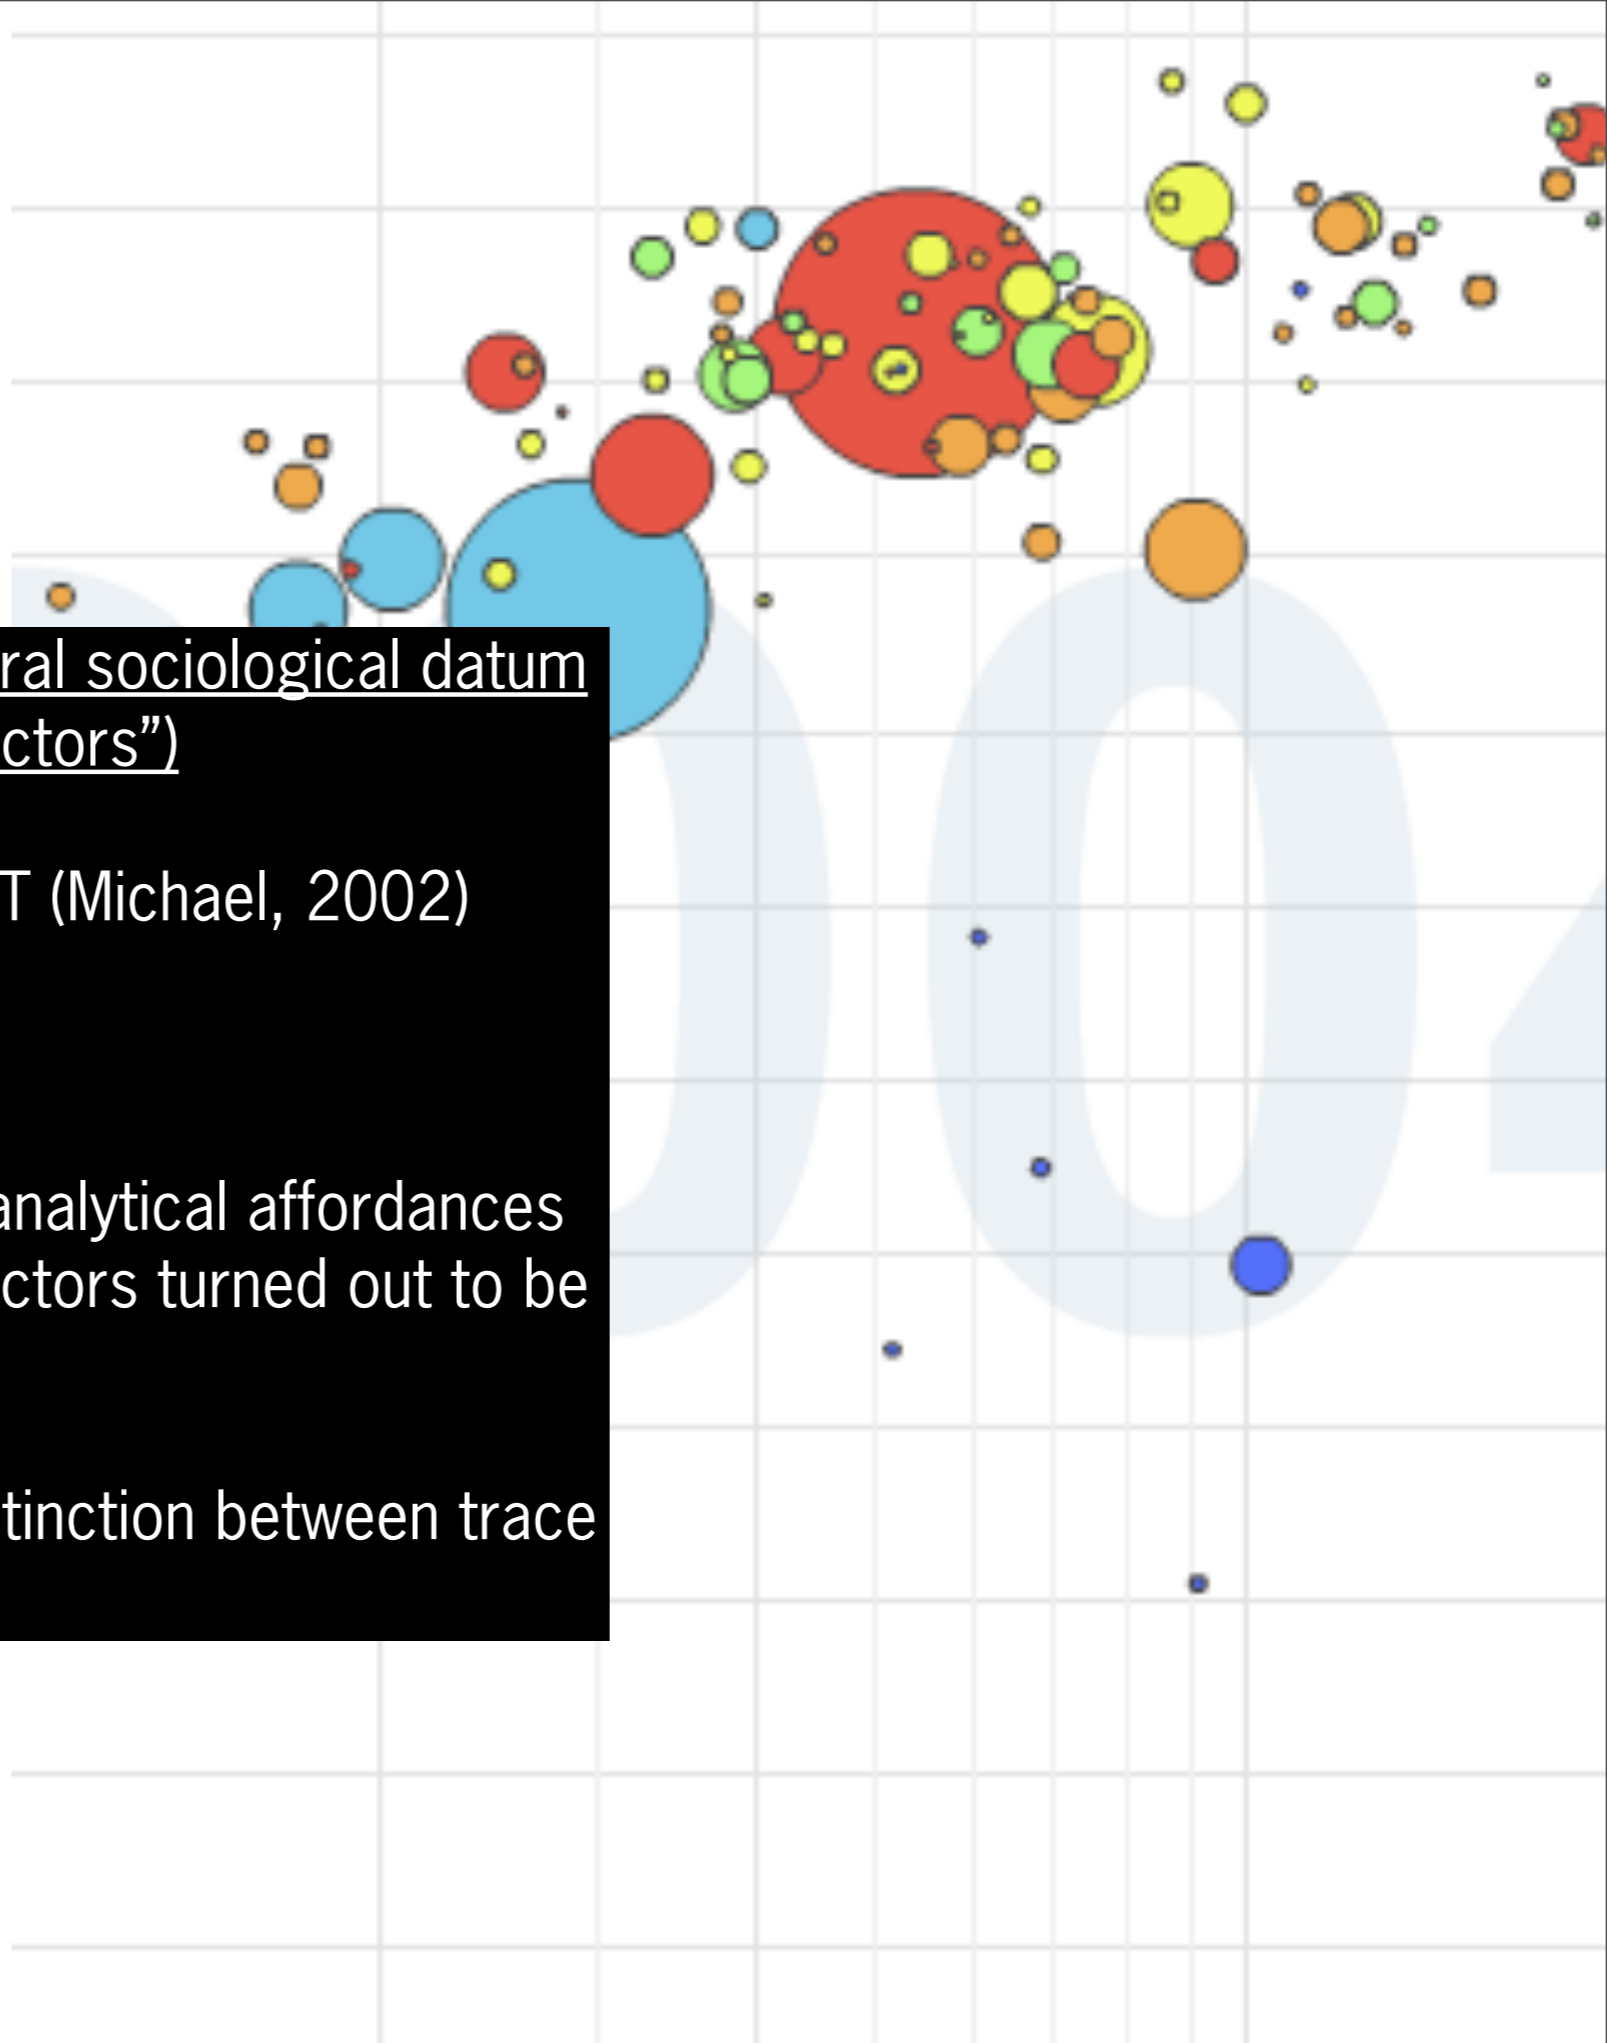 ral sociological datum
ctors”)
T (Michael, 2002)
analytical affordances
ctors turned out to be
tinction between trace